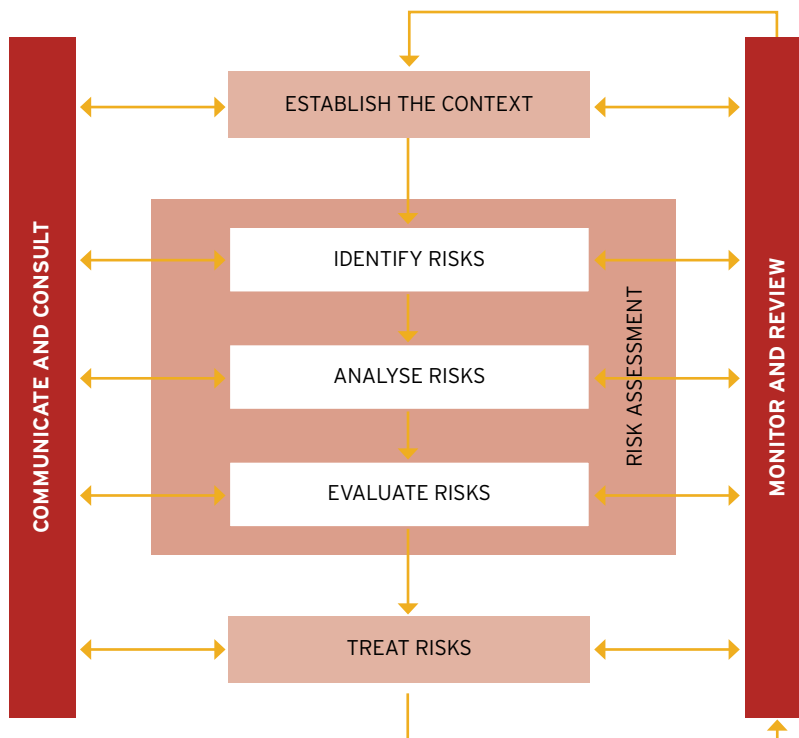 ESTABLISH THE CONTEXT
COMMUNICATE AND CONSULT
IDENTIFY RISKS
ANALYSE RISKS
EVALUATE RISKS
RISK ASSESSMENT
MONITOR AND REVIEW
TREAT RISKS